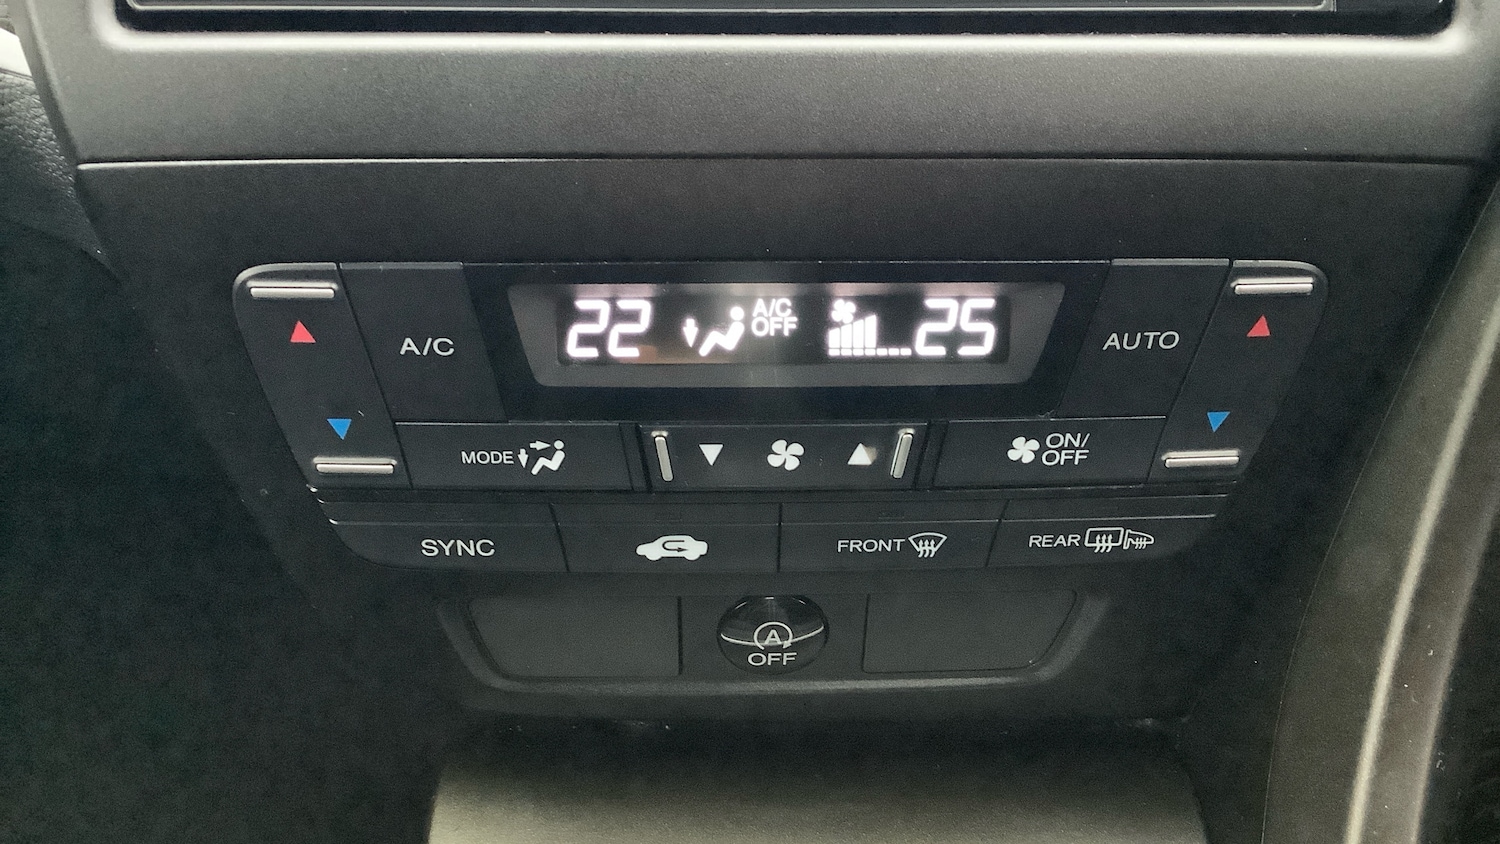 22 A/C OFF 25
A/C
AUTO
MODE
ON/
OFF
SYNC
FRONT
REAR
A
OFF